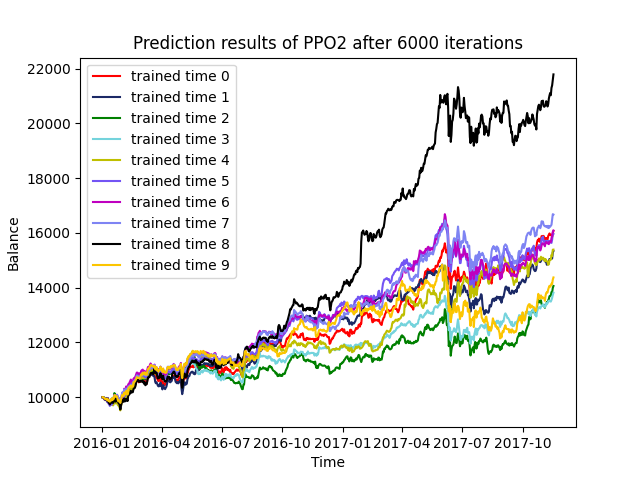 Prediction results of PPO2 after 6000 iterations
22000
20000
18000
16000
14000
12000
10000
Balance
trained time 0
trained time 1
trained time 2
trained time 3
trained time 4
trained time 5
trained time 6
trained time 7
trained time 8
trained time 9
2016-01 2016-04 2016-07 2016-10 2017-01 2017-04 2017-07 2017-10
Time